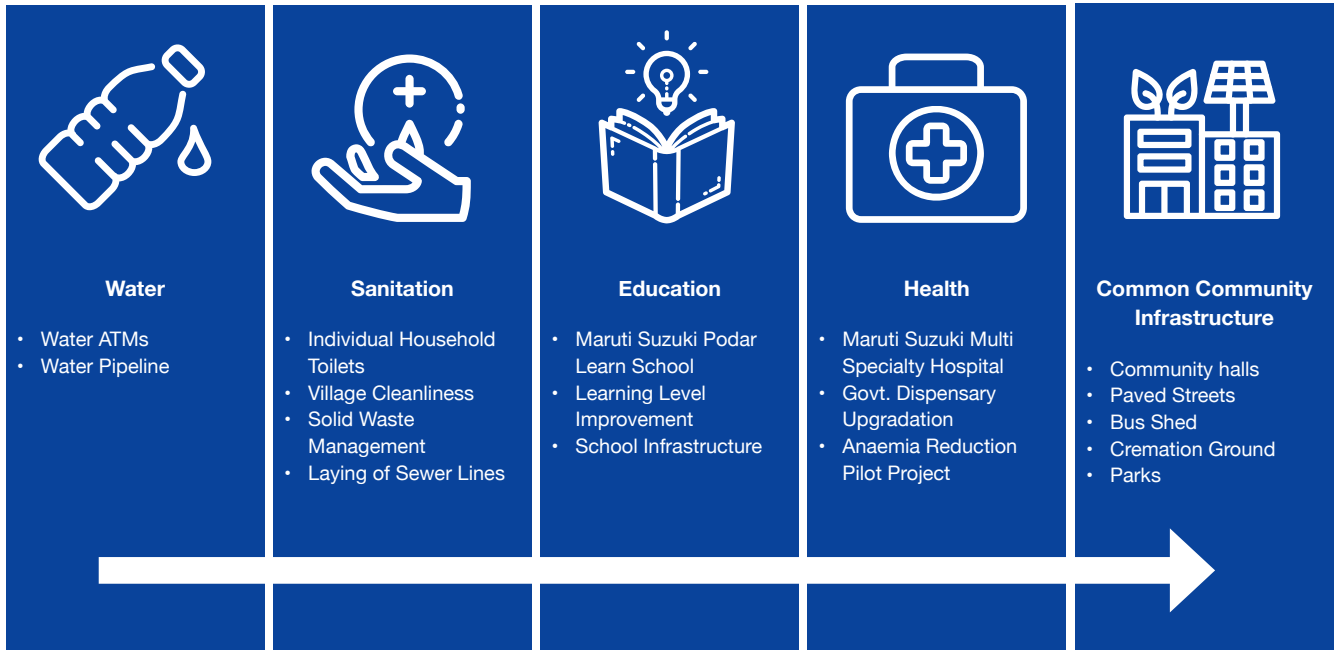 Water
• Water ATMs
• Water Pipeline
Sanitation
• Individual Household
Toilets
• Village Cleanliness
• Solid Waste
Management
• Laying of Sewer Lines
Education
• Maruti Suzuki Podar
Learn School
• Learning Level
Improvement
• School Infrastructure
Health
• Maruti Suzuki Multi
Specialty Hospital
• Govt. Dispensary
Upgradation
• Anaemia Reduction
Pilot Project
Common Community
Infrastructure
• Community halls
• Paved Streets
• Bus Shed
• Cremation Ground
• Parks